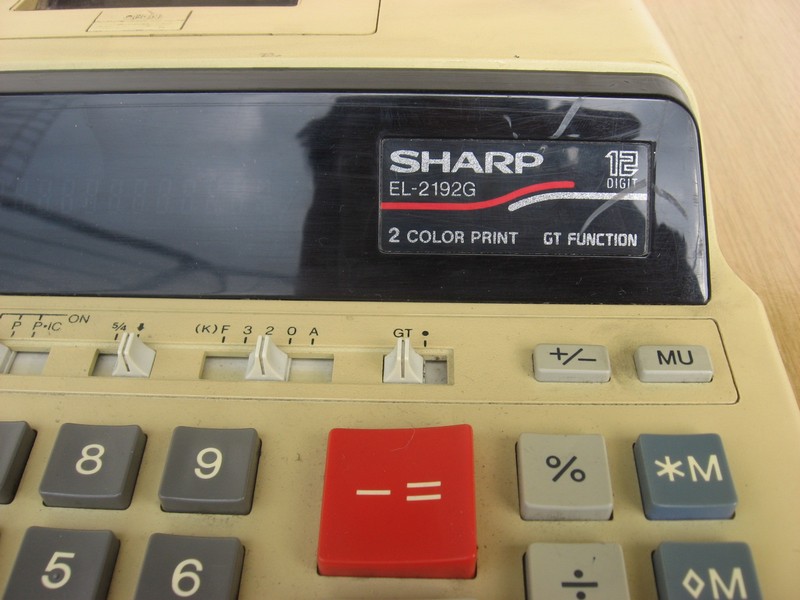 SHARP 12
EL-2192G DIGIT
2 COLOR PRINT GT FUNCTION
P P•IC ON 5/4 (K)F 3 2 0 A GT •
+/− MU
8 9 − = % *M
5 6 ÷ ◊M